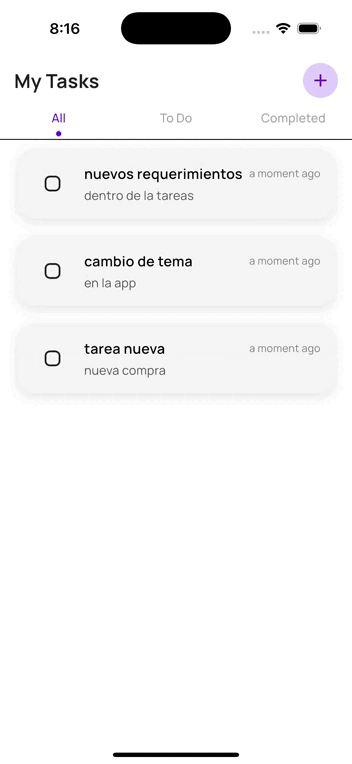 8:16
My Tasks
+
All To Do Completed
nuevos requerimientos a moment ago
dentro de la tareas
cambio de tema a moment ago
en la app
tarea nueva a moment ago
nueva compra